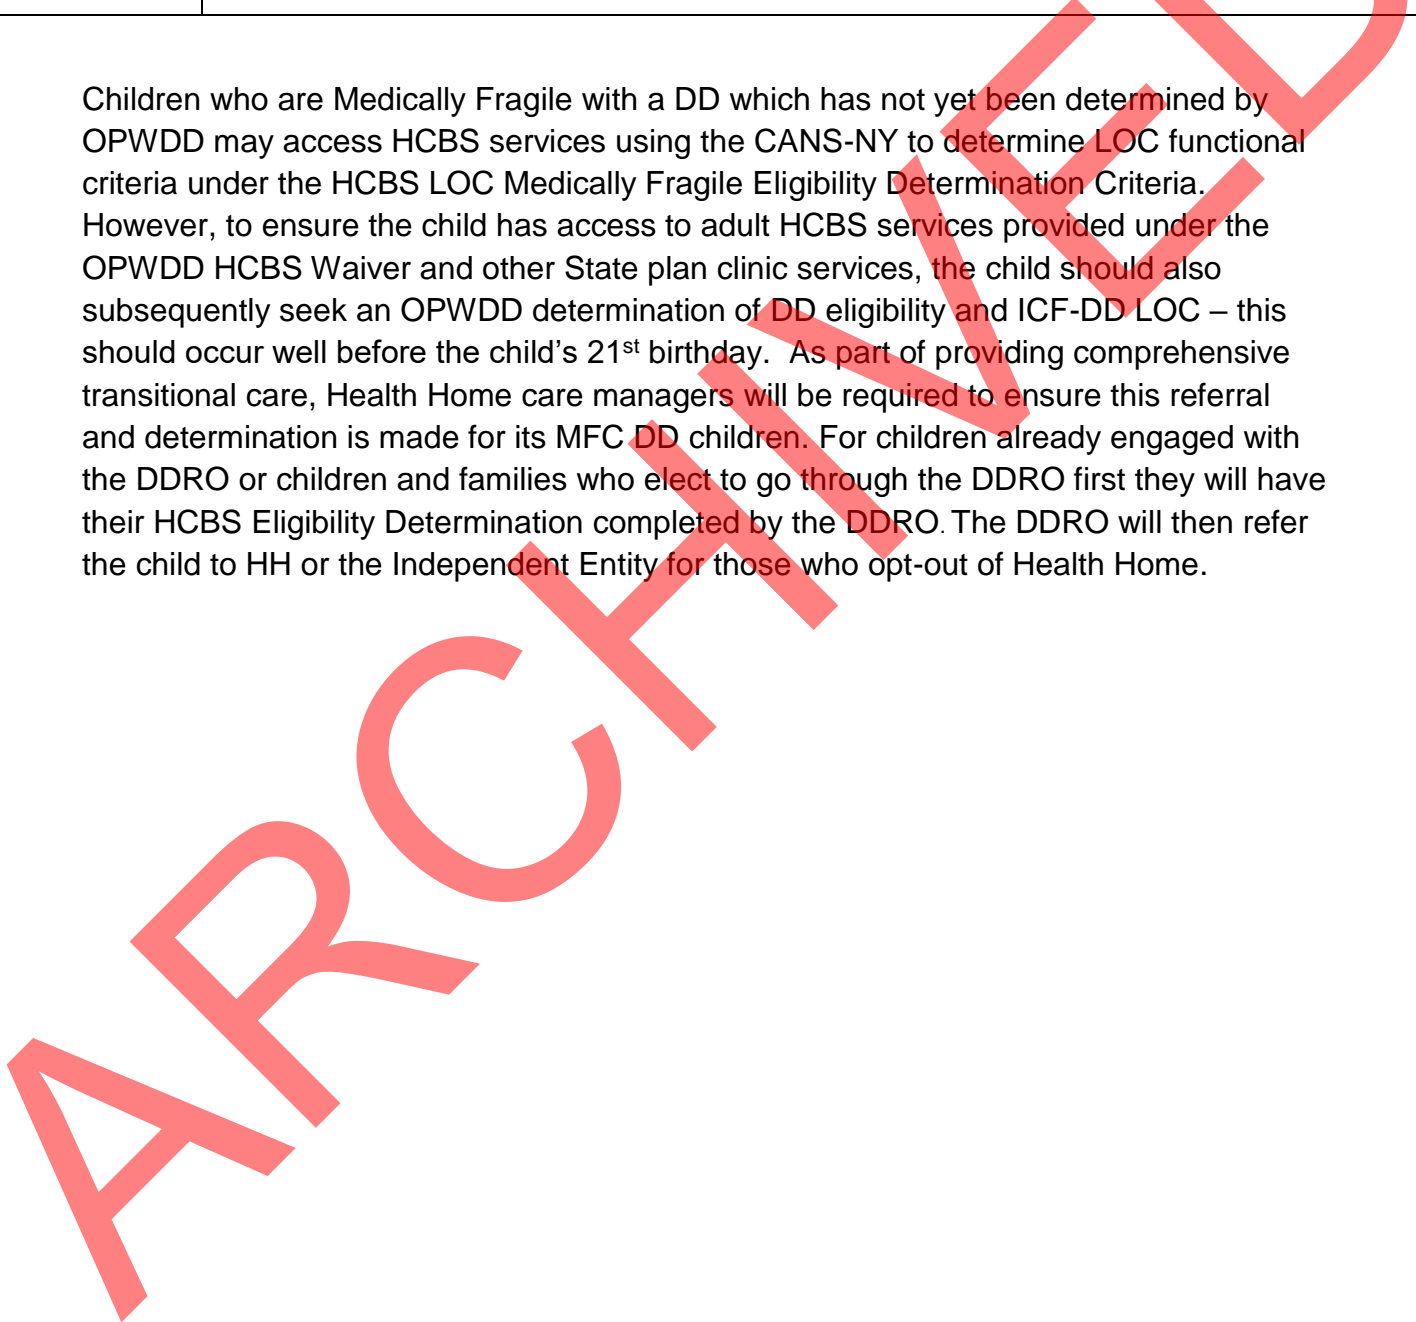 Children who are Medically Fragile with a DD which has not yet been determined by
OPWDD may access HCBS services using the CANS-NY to determine LOC functional
criteria under the HCBS LOC Medically Fragile Eligibility Determination Criteria.
However, to ensure the child has access to adult HCBS services provided under the
OPWDD HCBS Waiver and other State plan clinic services, the child should also
subsequently seek an OPWDD determination of DD eligibility and ICF-DD LOC – this
should occur well before the child’s 21st birthday.  As part of providing comprehensive
transitional care, Health Home care managers will be required to ensure this referral
and determination is made for its MFC DD children. For children already engaged with
the DDRO or children and families who elect to go through the DDRO first they will have
their HCBS Eligibility Determination completed by the DDRO. The DDRO will then refer
the child to HH or the Independent Entity for those who opt-out of Health Home.
ARCHIVED